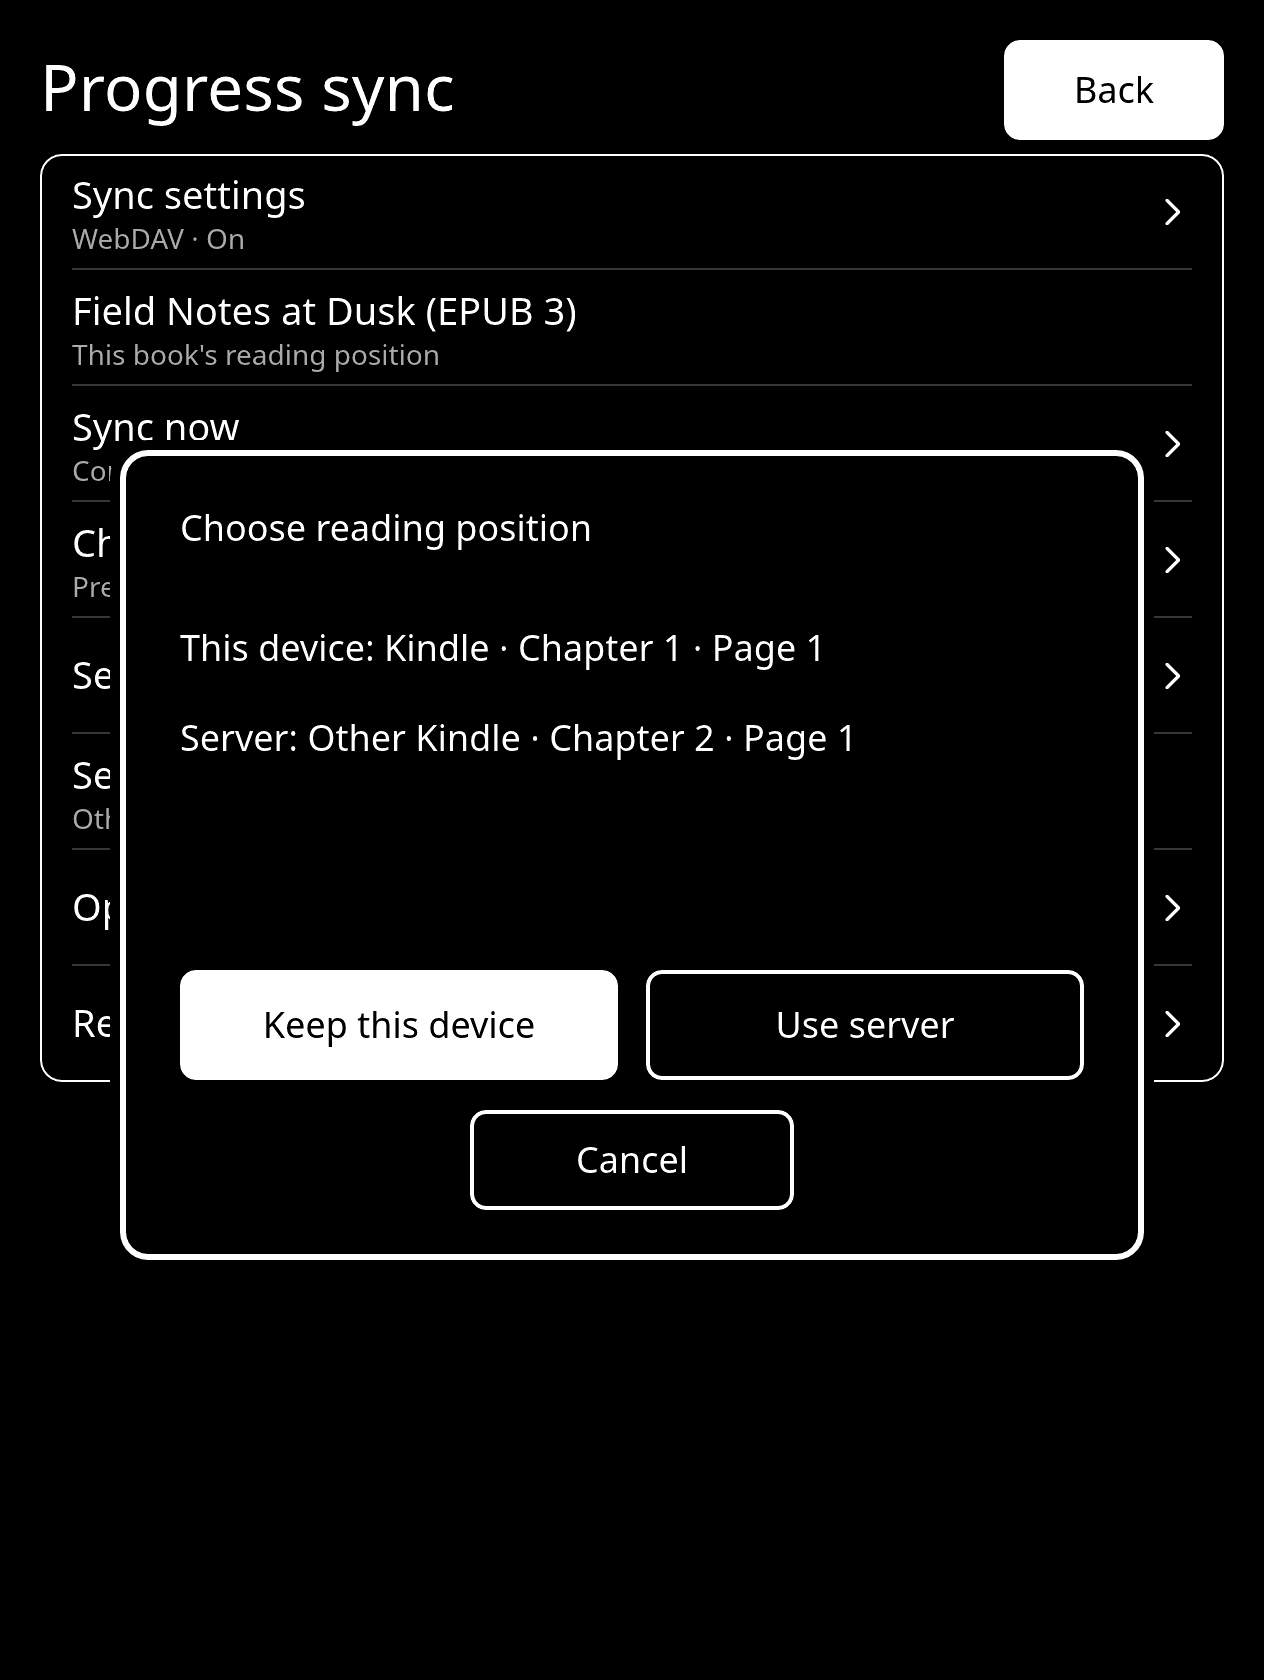 Progress sync
Back
Sync settings
WebDAV · On
Field Notes at Dusk (EPUB 3)
This book's reading position
Sync now
Choose reading position
This device: Kindle · Chapter 1 · Page 1
Server: Other Kindle · Chapter 2 · Page 1
Keep this device
Use server
Cancel